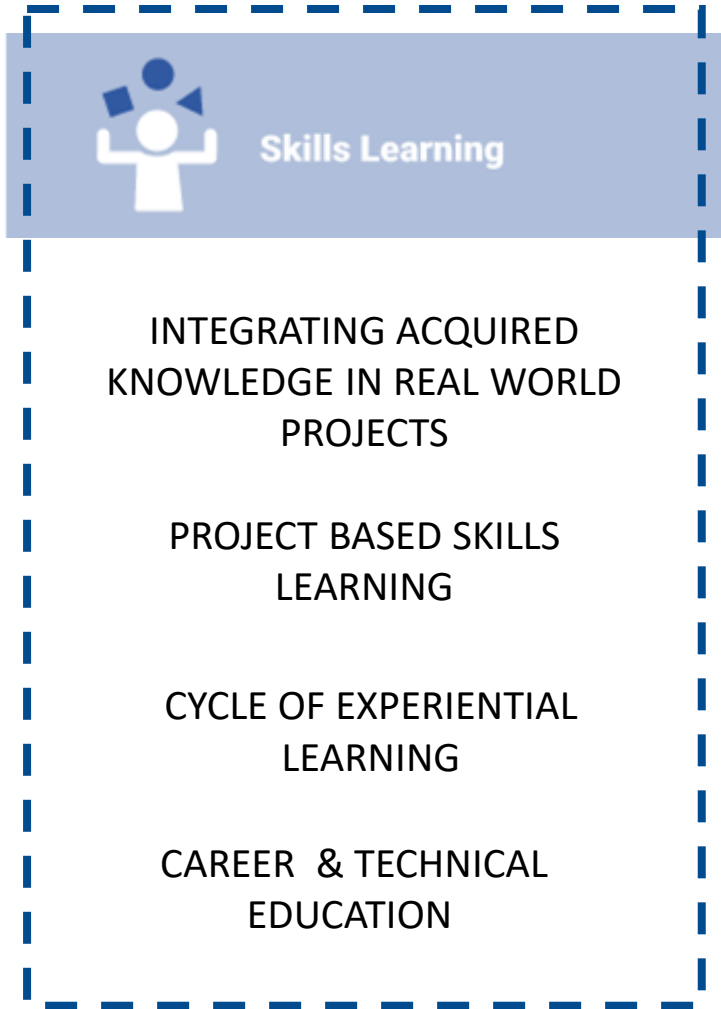 Skills Learning
INTEGRATING ACQUIRED
KNOWLEDGE IN REAL WORLD
PROJECTS
PROJECT BASED SKILLS
LEARNING
CYCLE OF EXPERIENTIAL
LEARNING
CAREER & TECHNICAL
EDUCATION